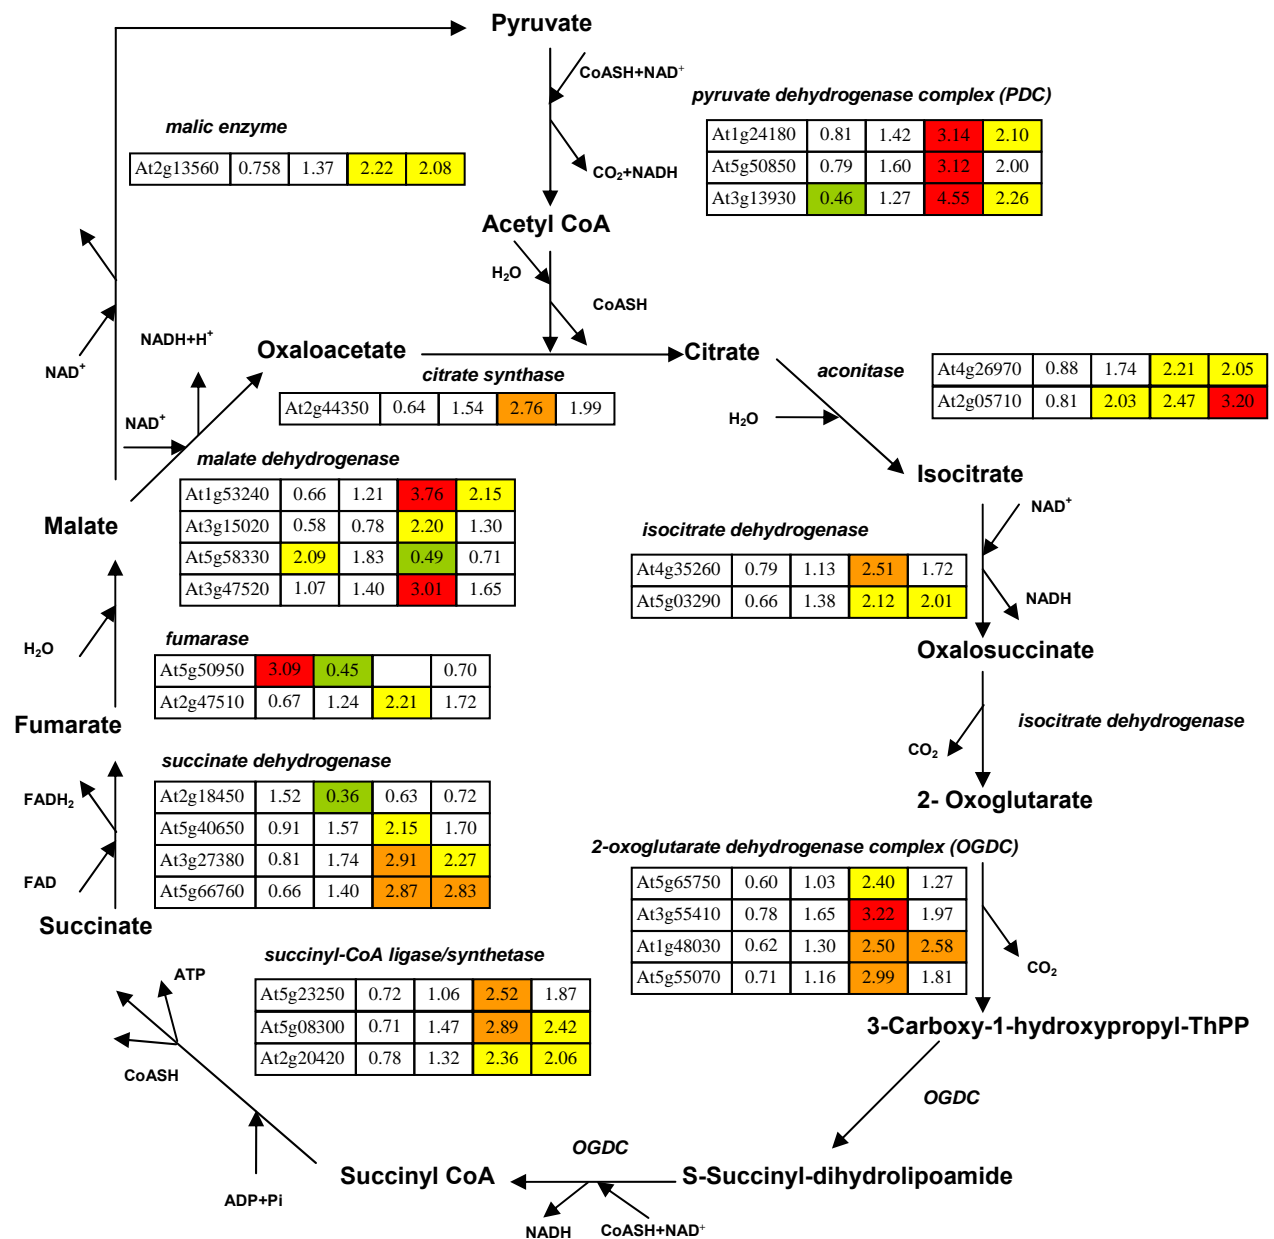 Pyruvate
CoASH+NAD⁺
pyruvate dehydrogenase complex (PDC)
At1g24180 0.81 1.42 3.14 2.10
At5g50850 0.79 1.60 3.12 2.00
At3g13930 0.46 1.27 4.55 2.26
malic enzyme
At2g13560 0.758 1.37 2.22 2.08
CO₂+NADH
Acetyl CoA
H₂O
CoASH
NADH+H⁺
NAD⁺
Oxaloacetate
Citrate
citrate synthase
At2g44350 0.64 1.54 2.76 1.99
aconitase
At4g26970 0.88 1.74 2.21 2.05
At2g05710 0.81 2.03 2.47 3.20
H₂O
NAD⁺
malate dehydrogenase
At1g53240 0.66 1.21 3.76 2.15
At3g15020 0.58 0.78 2.20 1.30
At5g58330 2.09 1.83 0.49 0.71
At3g47520 1.07 1.40 3.01 1.65
Malate
Isocitrate
NAD⁺
isocitrate dehydrogenase
At4g35260 0.79 1.13 2.51 1.72
At5g03290 0.66 1.38 2.12 2.01
NADH
Oxalosuccinate
H₂O
fumarase
At5g50950 3.09 0.45 0.70
At2g47510 0.67 1.24 2.21 1.72
Fumarate
isocitrate dehydrogenase
CO₂
2- Oxoglutarate
succinate dehydrogenase
At2g18450 1.52 0.36 0.63 0.72
At5g40650 0.91 1.57 2.15 1.70
At3g27380 0.81 1.74 2.91 2.27
At5g66760 0.66 1.40 2.87 2.83
FADH₂
FAD
Succinate
2-oxoglutarate dehydrogenase complex (OGDC)
At5g65750 0.60 1.03 2.40 1.27
At3g55410 0.78 1.65 3.22 1.97
At1g48030 0.62 1.30 2.50 2.58
At5g55070 0.71 1.16 2.99 1.81
CO₂
succinyl-CoA ligase/synthetase
At5g23250 0.72 1.06 2.52 1.87
At5g08300 0.71 1.47 2.89 2.42
At2g20420 0.78 1.32 2.36 2.06
ATP
CoASH
3-Carboxy-1-hydroxypropyl-ThPP
OGDC
OGDC
Succinyl CoA
S-Succinyl-dihydrolipoamide
ADP+Pi
NADH
CoASH+NAD⁺